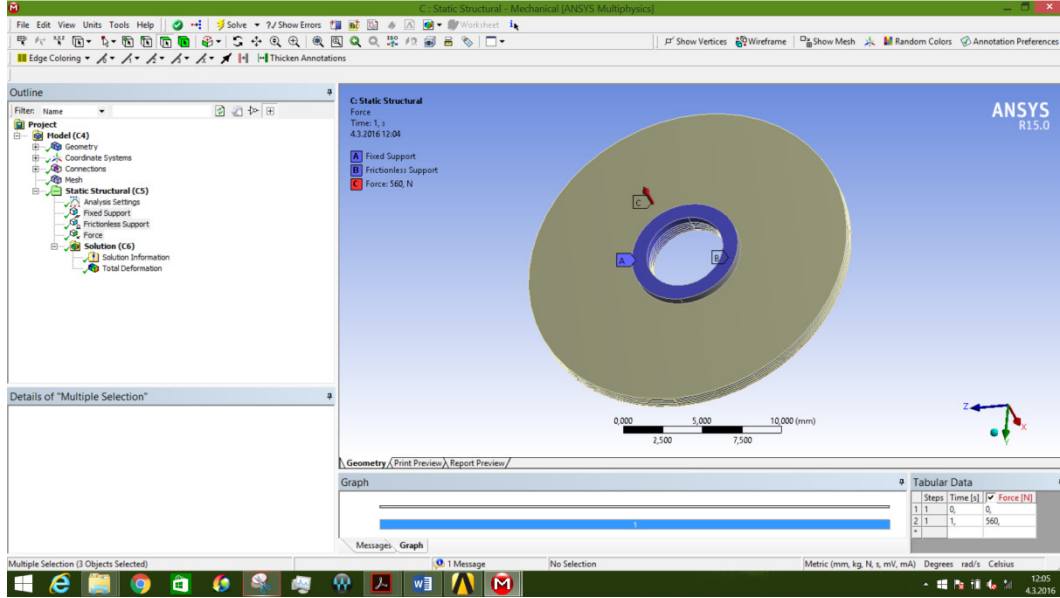 C : Static Structural - Mechanical [ANSYS Multiphysics]
File Edit View Units Tools Help Solve ?/ Show Errors Worksheet
Show Vertices Wireframe Show Mesh Random Colors Annotation Preferences
Edge Coloring Thicken Annotations
Outline
Filter: Name
Project
Model (C4)
Geometry
Coordinate Systems
Connections
Mesh
Static Structural (C5)
Analysis Settings
Fixed Support
Frictionless Support
Force
Solution (C6)
Solution Information
Total Deformation
Details of "Multiple Selection"
C: Static Structural
Force
Time: 1, s
4.3.2016 12:04
A Fixed Support
B Frictionless Support
C Force: 560, N
ANSYS
R15.0
C
A
B
0,000 5,000 10,000 (mm)
2,500 7,500
Z
X
Y
Geometry Print Preview Report Preview
Graph
1
Messages Graph
Tabular Data
Steps Time [s] Force [N]
1 1 0, 0,
2 1 1, 560,
*
Multiple Selection (3 Objects Selected) 1 Message No Selection Metric (mm, kg, N, s, mV, mA) Degrees rad/s Celsius
12:05
4.3.2016